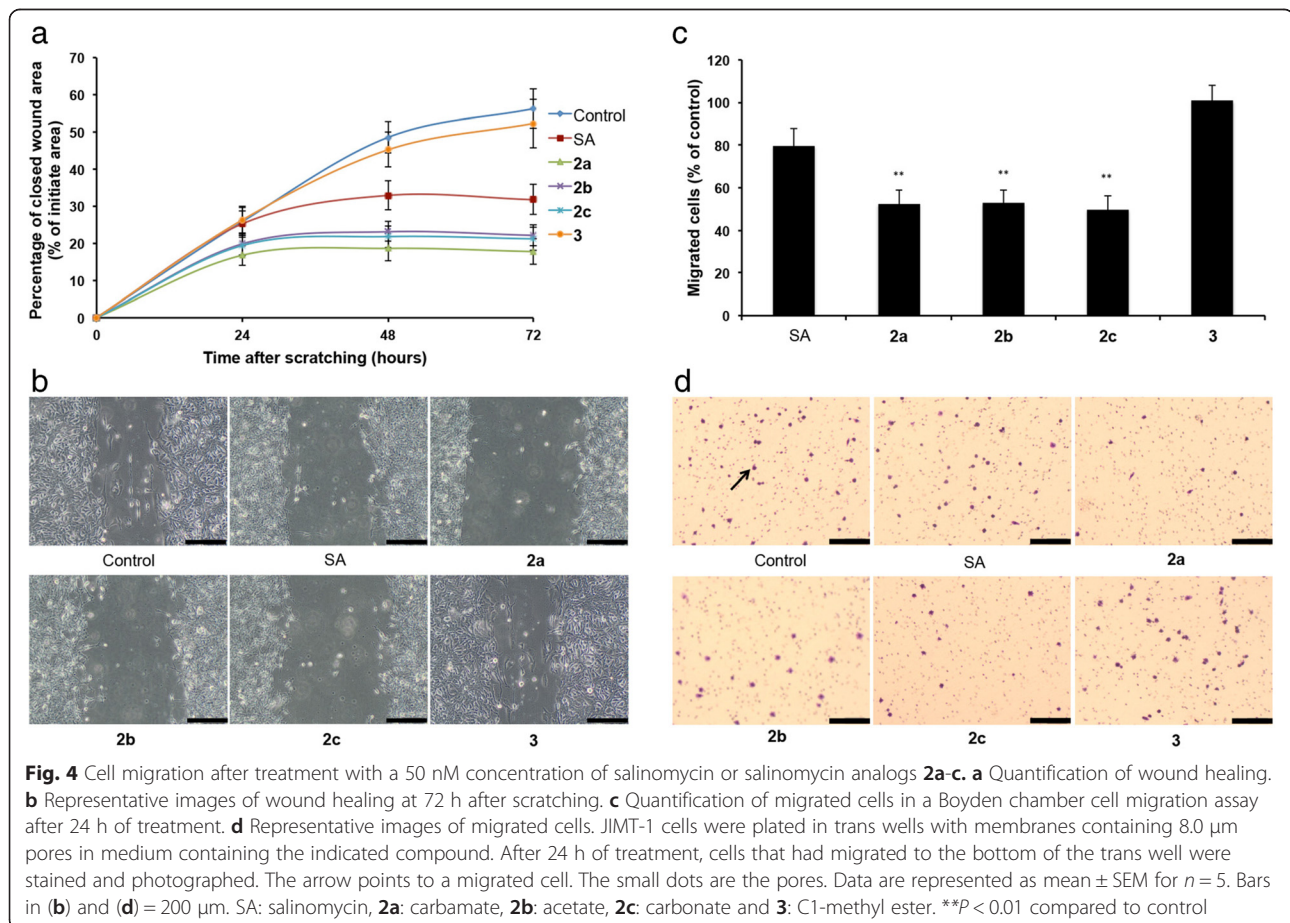 a
70
60
50
40
30
20
10
0
0
24
48
72
Percentage of closed wound area
(% of initiate area)
Time after scratching (hours)
Control
SA
2a
2b
2c
3
c
120
100
80
60
40
20
0
Migrated cells (% of control)
**
**
**
SA
2a
2b
2c
3
b
Control
SA
2a
2b
2c
3
d
Control
SA
2a
2b
2c
3
Fig. 4 Cell migration after treatment with a 50 nM concentration of salinomycin or salinomycin analogs 2a-c. a Quantification of wound healing.
b Representative images of wound healing at 72 h after scratching. c Quantification of migrated cells in a Boyden chamber cell migration assay
after 24 h of treatment. d Representative images of migrated cells. JIMT-1 cells were plated in trans wells with membranes containing 8.0 μm
pores in medium containing the indicated compound. After 24 h of treatment, cells that had migrated to the bottom of the trans well were
stained and photographed. The arrow points to a migrated cell. The small dots are the pores. Data are represented as mean ± SEM for n = 5. Bars
in (b) and (d) = 200 μm. SA: salinomycin, 2a: carbamate, 2b: acetate, 2c: carbonate and 3: C1-methyl ester. **P < 0.01 compared to control